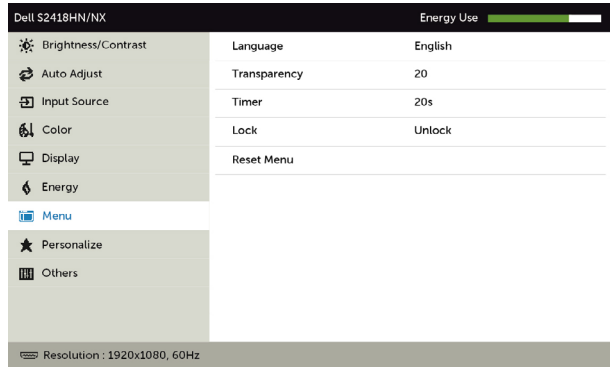 Dell S2418HN/NX
Energy Use
Brightness/Contrast
Auto Adjust
Input Source
Color
Display
Energy
Menu
Personalize
Others
Language English
Transparency 20
Timer 20s
Lock Unlock
Reset Menu
Resolution : 1920x1080, 60Hz